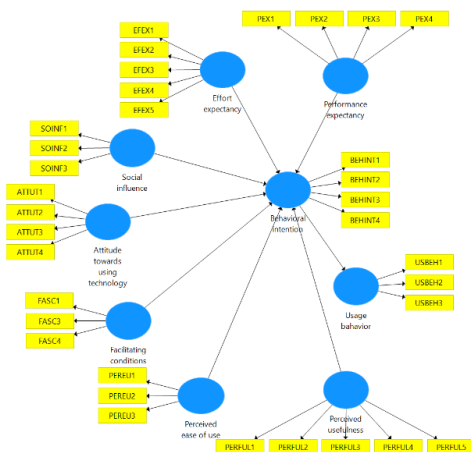 PEX1 PEX2 PEX3 PEX4
EFEX1
EFEX2
EFEX3
EFEX4
EFEX5
Effort
expectancy
Performance
expectancy
SOINF1
SOINF2
SOINF3
Social
influence
BEHINT1
BEHINT2
BEHINT3
BEHINT4
Behavioral
intention
ATTUT1
ATTUT2
ATTUT3
ATTUT4
Attitude
towards
using
technology
USBEH1
USBEH2
USBEH3
Usage
bahavior
FASC1
FASC3
FASC4
Facilitating
conditions
PEREU1
PEREU2
PEREU3
Perceived
ease of use
Perceived
usefulness
PERFUL1 PERFUL2 PERFUL3 PERFUL4 PERFUL5